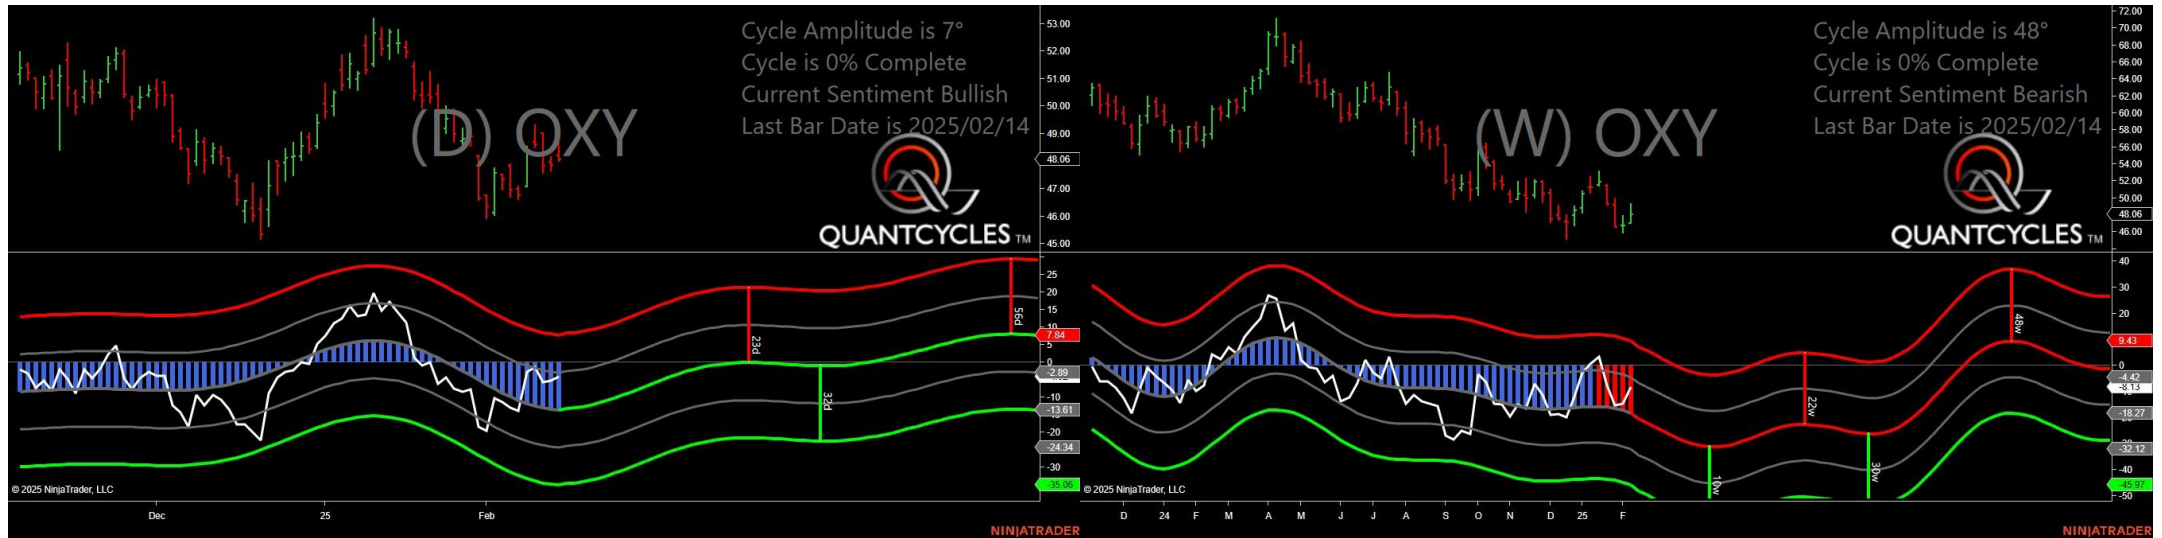 Cycle Amplitude is 7°
Cycle is 0% Complete
Current Sentiment Bullish
Last Bar Date is 2025/02/14
(D) OXY
QUANTCYCLES TM
53.00
52.00
51.00
50.00
49.00
48.06
47.00
46.00
45.00
25
20
15
10
7.84
5
0
-2.89
-10
-13.61
-20
-24.34
-30
-35.06
23d
32d
56d
© 2025 NinjaTrader, LLC
Dec
25
Feb
NINJATRADER
Cycle Amplitude is 48°
Cycle is 0% Complete
Current Sentiment Bearish
Last Bar Date is 2025/02/14
(W) OXY
QUANTCYCLES TM
72.00
70.00
68.00
66.00
64.00
62.00
60.00
58.00
56.00
54.00
52.00
50.00
48.06
46.00
40
30
20
9.43
0
-4.42
-8.13
-18.27
-32.12
-40
-45.97
-50
10w
22w
30w
48w
© 2025 NinjaTrader, LLC
D
24
F
M
A
M
J
J
A
S
O
N
D
25
F
NINJATRADER